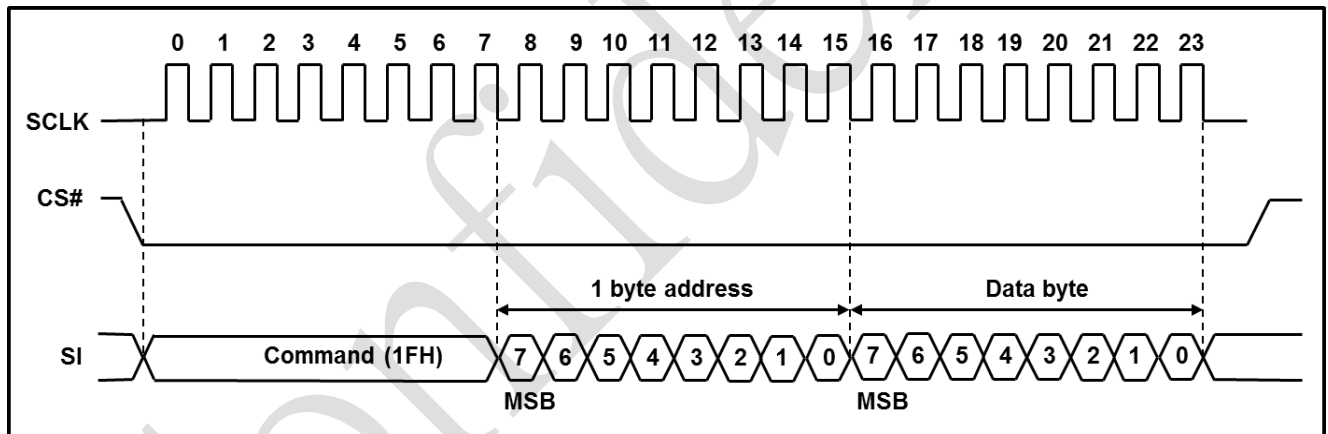 0 1 2 3 4 5 6 7 8 9 10 11 12 13 14 15 16 17 18 19 20 21 22 23
SCLK
CS#
1 byte address Data byte
SI Command (1FH) 7 6 5 4 3 2 1 0 7 6 5 4 3 2 1 0
MSB MSB